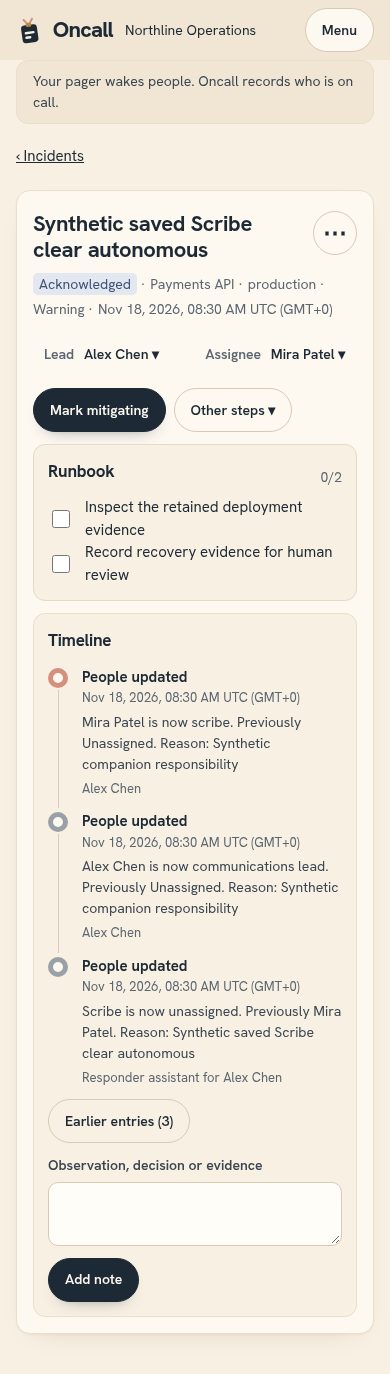 Oncall Northline Operations Menu
Your pager wakes people. Oncall records who is on
call.
‹ Incidents
Synthetic saved Scribe
clear autonomous
...
Acknowledged · Payments API · production ·
Warning · Nov 18, 2026, 08:30 AM UTC (GMT+0)
Lead Alex Chen ▾ Assignee Mira Patel ▾
Mark mitigating Other steps ▾
Runbook 0/2
Inspect the retained deployment
evidence
Record recovery evidence for human
review
Timeline
People updated
Nov 18, 2026, 08:30 AM UTC (GMT+0)
Mira Patel is now scribe. Previously
Unassigned. Reason: Synthetic
companion responsibility
Alex Chen
People updated
Nov 18, 2026, 08:30 AM UTC (GMT+0)
Alex Chen is now communications lead.
Previously Unassigned. Reason: Synthetic
companion responsibility
Alex Chen
People updated
Nov 18, 2026, 08:30 AM UTC (GMT+0)
Scribe is now unassigned. Previously Mira
Patel. Reason: Synthetic saved Scribe
clear autonomous
Responder assistant for Alex Chen
Earlier entries (3)
Observation, decision or evidence
Add note